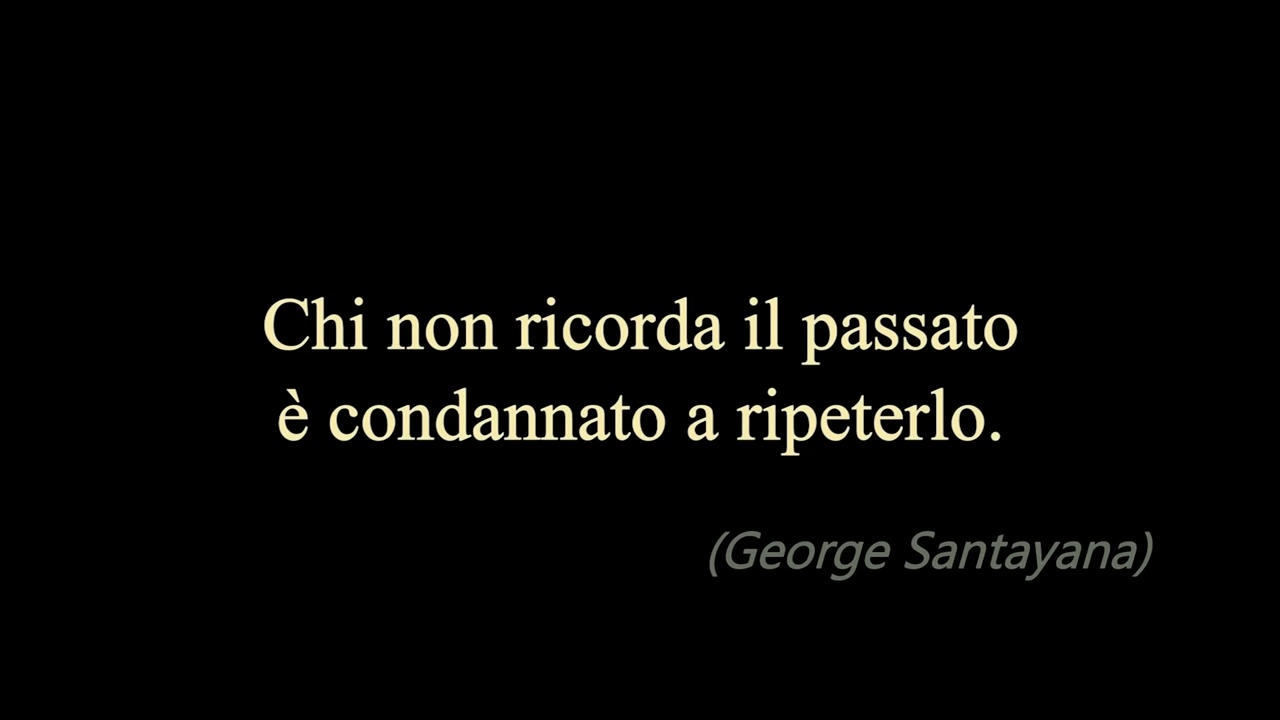 Chi non ricorda il passato
è condannato a ripeterlo.
(George Santayana)